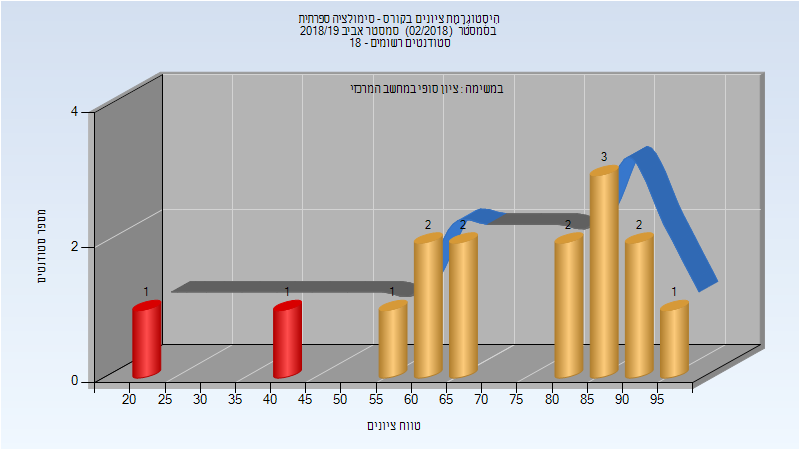 היסטוגרמת ציונים בקורס - סימולציה ספרתית
בסמסטר (02/2018) סמסטר אביב 2018/19
סטודנטים רשומים - 18
במשימה : ציון סופי במחשב המרכזי
מספר סטודנטים
4
2
0
1
1
1
2
2
2
3
2
1
20 25 30 35 40 45 50 55 60 65 70 75 80 85 90 95
טווח ציונים